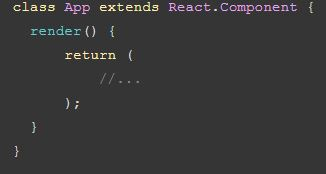 class App extends React.Component {
  render() {
      return (
          //...
      );
  }
}